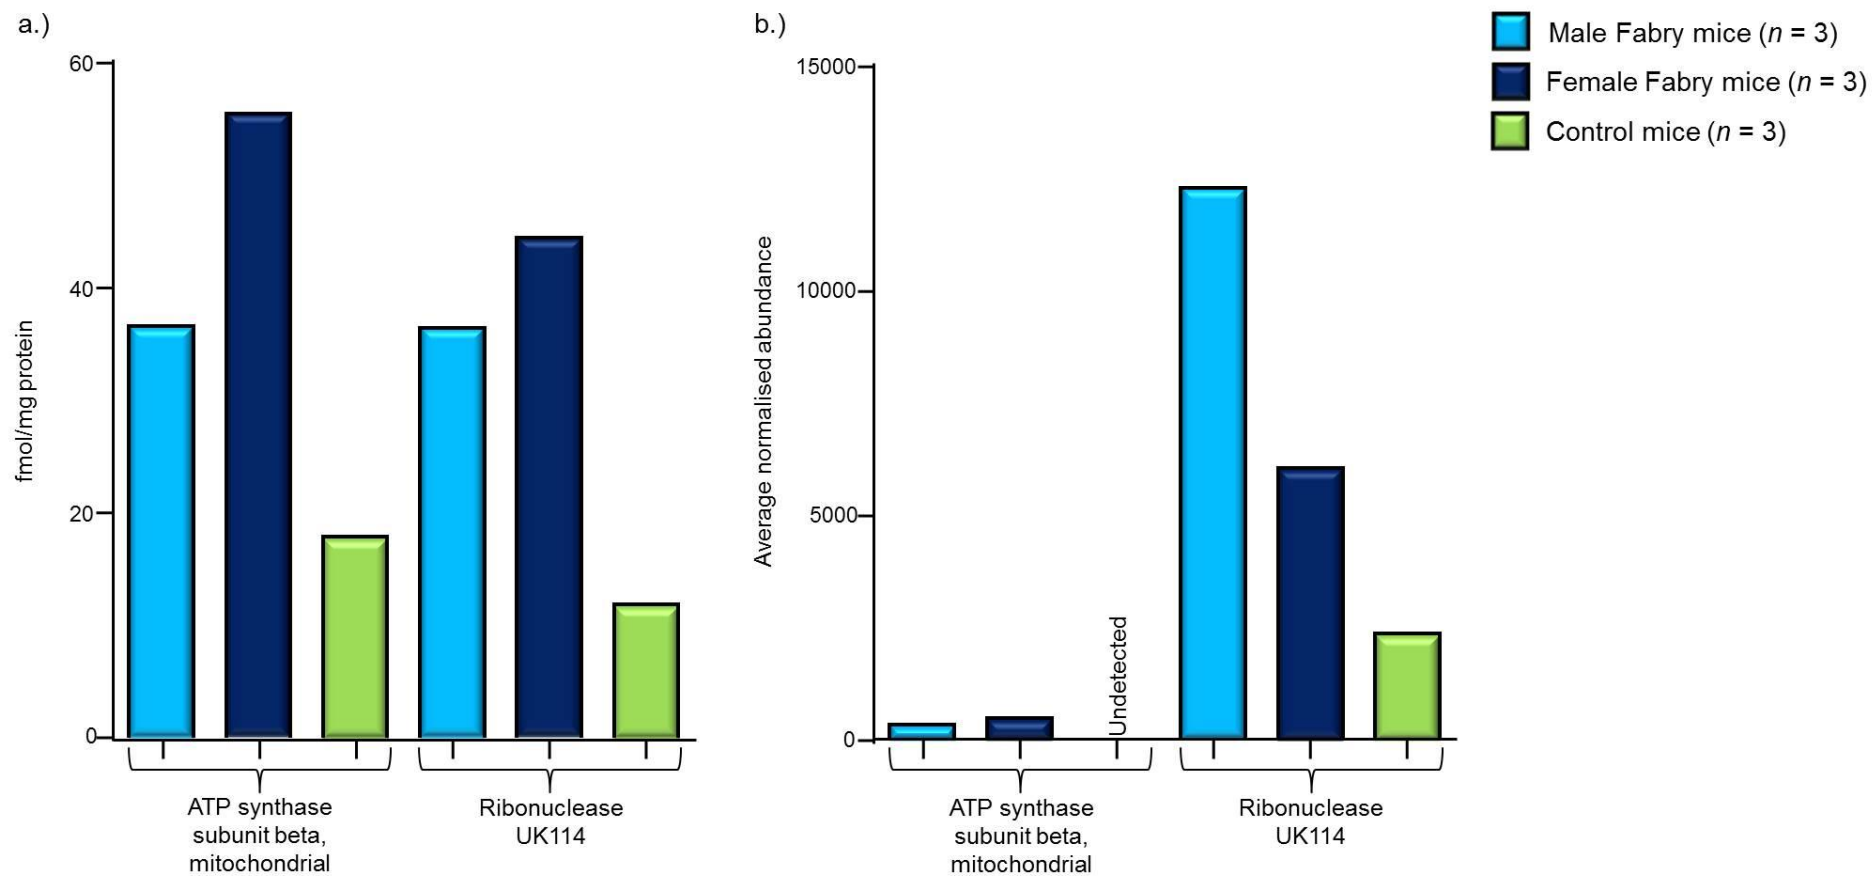 a.)
60
40
20
0
fmol/mg protein
ATP synthase
subunit beta,
mitochondrial
Ribonuclease
UK114
b.)
15000
10000
5000
0
Average normalised abundance
Undetected
ATP synthase
subunit beta,
mitochondrial
Ribonuclease
UK114
Male Fabry mice (n = 3)
Female Fabry mice (n = 3)
Control mice (n = 3)